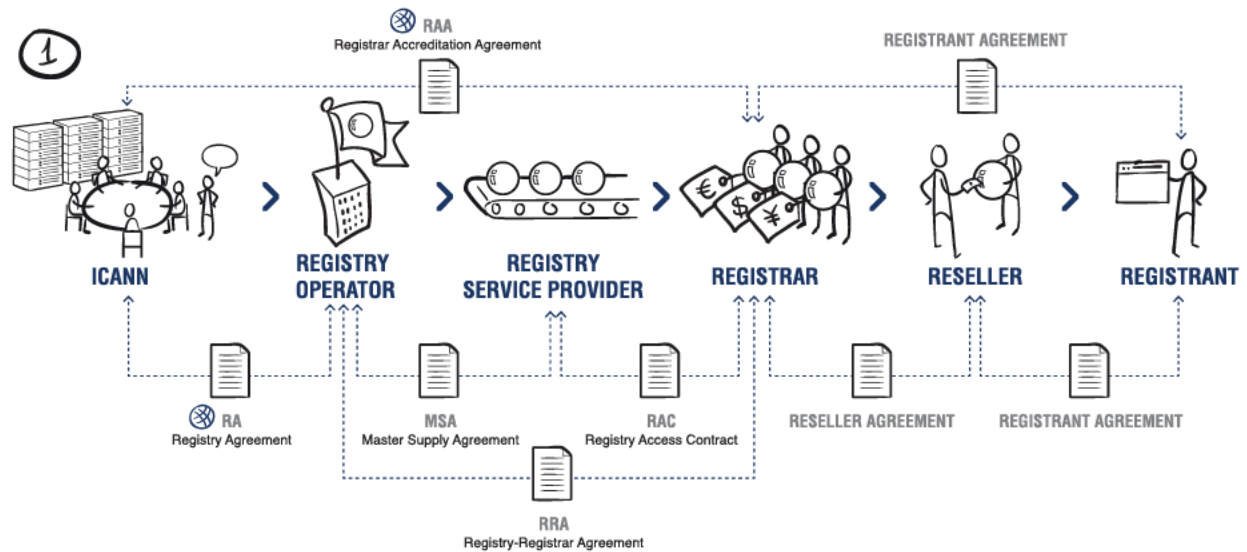 1
RAA
Registrar Accreditation Agreement
REGISTRANT AGREEMENT
€
$
¥
ICANN
REGISTRY
OPERATOR
REGISTRY
SERVICE PROVIDER
REGISTRAR
RESELLER
REGISTRANT
RA
Registry Agreement
MSA
Master Supply Agreement
RAC
Registry Access Contract
RESELLER AGREEMENT
REGISTRANT AGREEMENT
RRA
Registry-Registrar Agreement